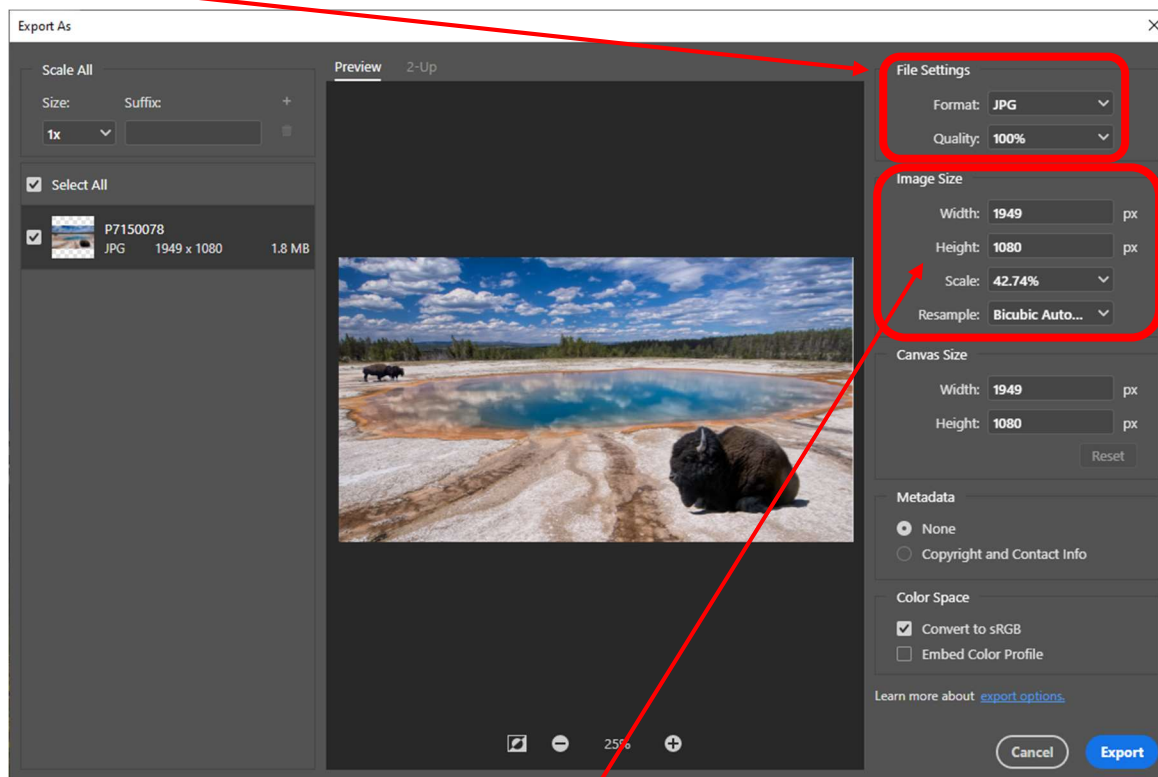 Export As
Scale All
Size: Suffix:
1x
Select All
P7150078
JPG 1949 x 1080 1.8 MB
Preview 2-Up
25%
File Settings
Format: JPG
Quality: 100%
Image Size
Width: 1949 px
Height: 1080 px
Scale: 42.74%
Resample: Bicubic Auto...
Canvas Size
Width: 1949 px
Height: 1080 px
Reset
Metadata
None
Copyright and Contact Info
Color Space
Convert to sRGB
Embed Color Profile
Learn more about export options.
Cancel Export